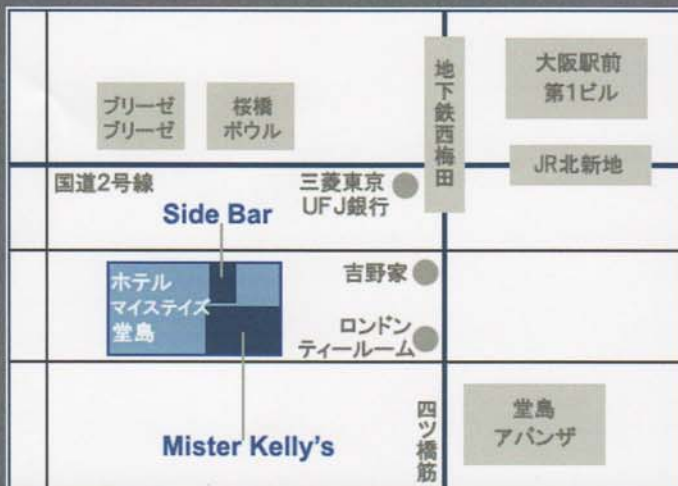 ブリーゼ
ブリーゼ
桜橋
ボウル
地下鉄西梅田
大阪駅前
第1ビル
JR北新地
国道2号線
三菱東京
UFJ銀行
Side Bar
ホテル
マイステイズ
堂島
吉野家
ロンドン
ティールーム
Mister Kelly's
四ツ橋筋
堂島
アバンザ